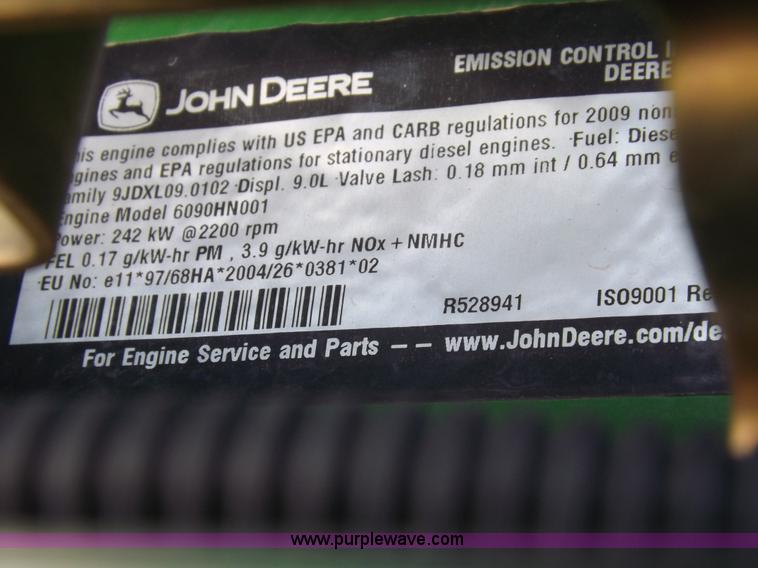 JOHN DEERE
EMISSION CONTROL
DEERE
his engine complies with US EPA and CARB regulations for 2009 non
gines and EPA regulations for stationary diesel engines. Fuel: Diese
amily 9JDXL09.0102 Displ. 9.0L Valve Lash: 0.18 mm int / 0.64 mm e
Engine Model 6090HN001
Power: 242 kW @2200 rpm
FEL 0.17 g/kW-hr PM , 3.9 g/kW-hr NOx + NMHC
EU No: e11*97/68HA*2004/26*0381*02
R528941 ISO9001 Re
For Engine Service and Parts -- www.JohnDeere.com/de
www.purplewave.com